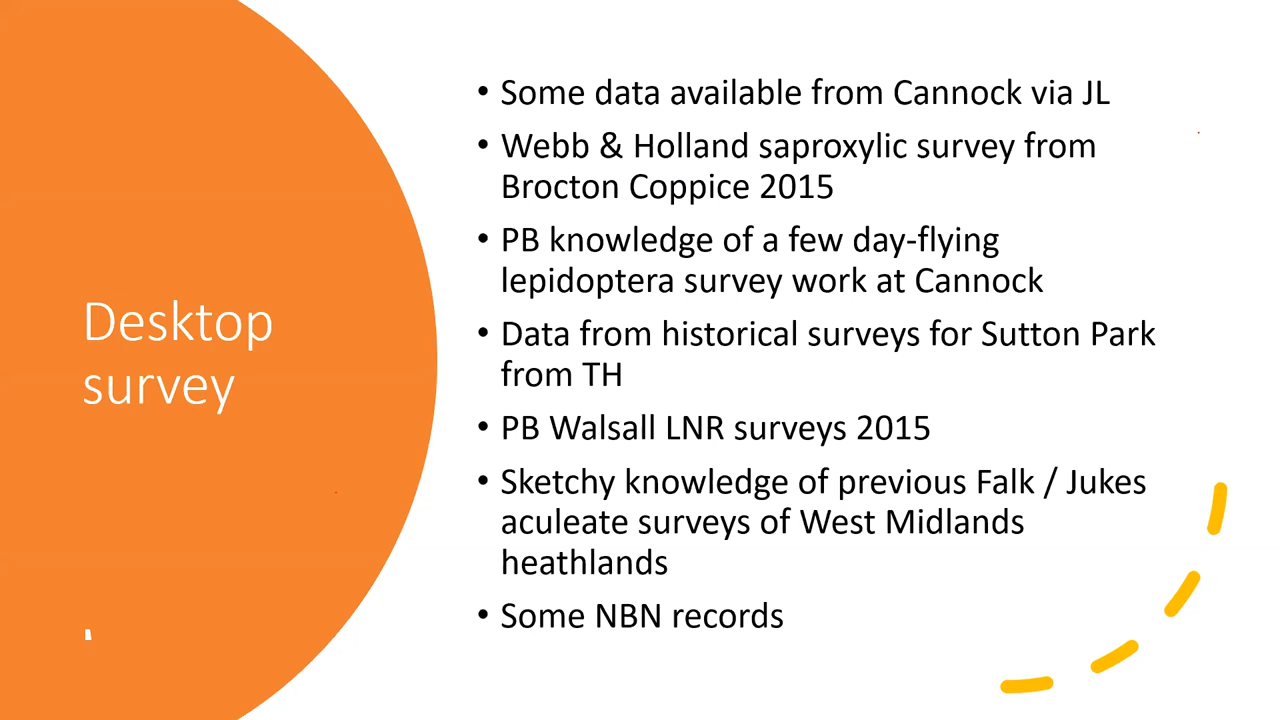 Desktop
survey
• Some data available from Cannock via JL
• Webb & Holland saproxylic survey from
Brocton Coppice 2015
• PB knowledge of a few day-flying
lepidoptera survey work at Cannock
• Data from historical surveys for Sutton Park
from TH
• PB Walsall LNR surveys 2015
• Sketchy knowledge of previous Falk / Jukes
aculeate surveys of West Midlands
heathlands
• Some NBN records